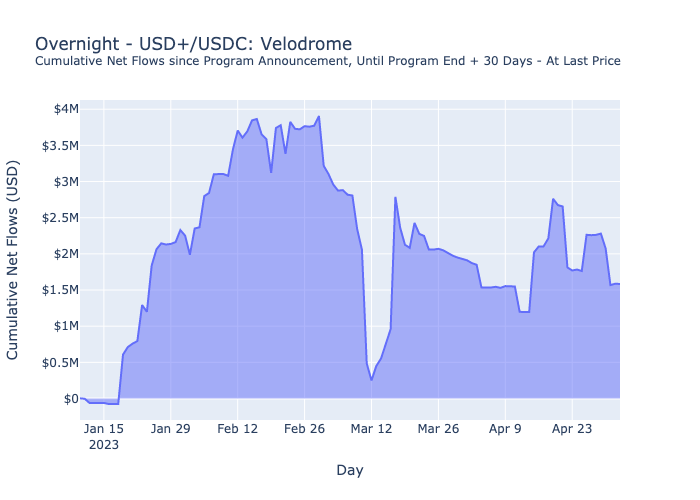 Overnight - USD+/USDC: Velodrome
Cumulative Net Flows since Program Announcement, Until Program End + 30 Days - At Last Price
Cumulative Net Flows (USD)
$4M
$3.5M
$3M
$2.5M
$2M
$1.5M
$1M
$0.5M
$0
Jan 15
2023
Jan 29
Feb 12
Feb 26
Mar 12
Mar 26
Apr 9
Apr 23
Day